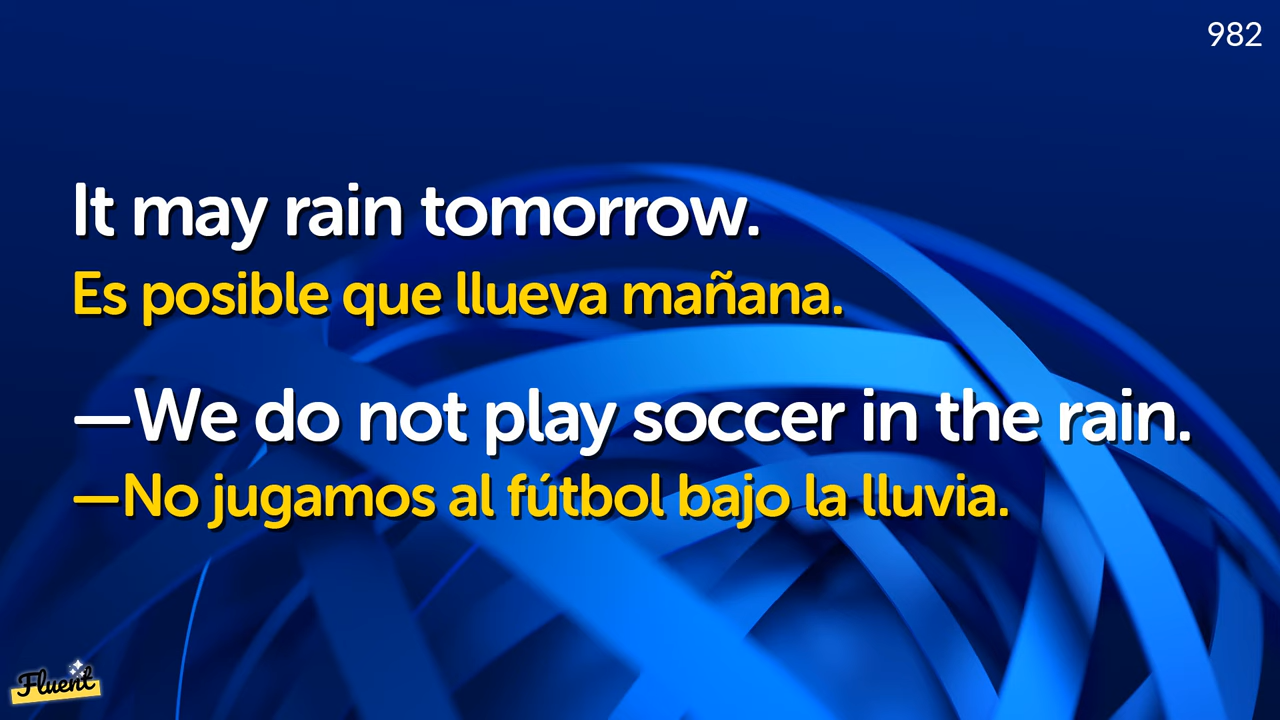 982
It may rain tomorrow.
Es posible que llueva mañana.
—We do not play soccer in the rain.
—No jugamos al fútbol bajo la lluvia.
Fluent